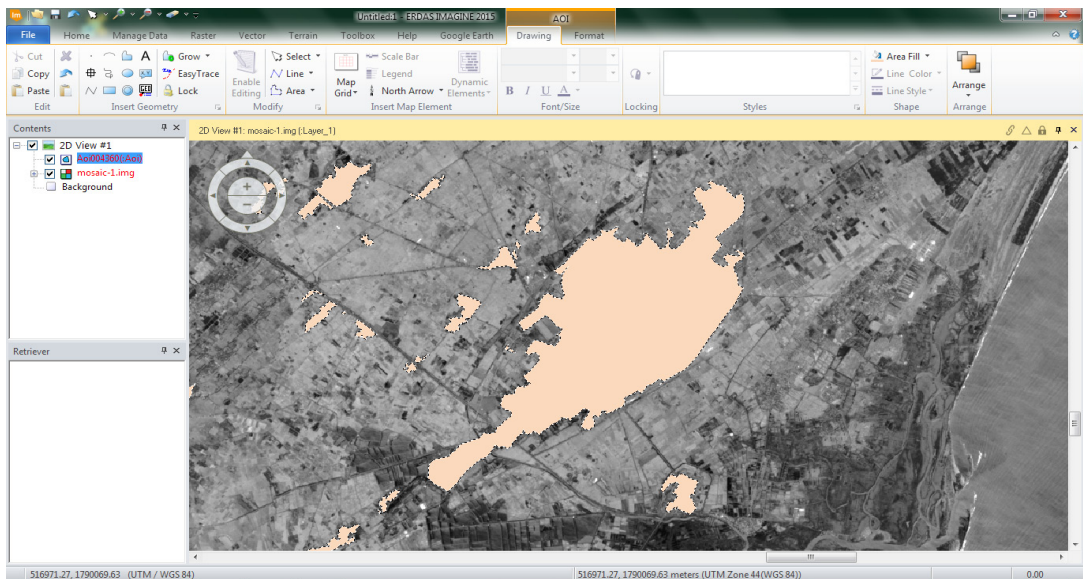 Untitled:1 - ERDAS IMAGINE 2015
AOI
File Home Manage Data Raster Vector Terrain Toolbox Help Google Earth Drawing Format
Cut
Copy
Paste
Edit
A Grow
EasyTrace
Lock
Insert Geometry
Enable Editing
Select
Line
Area
Modify
Map Grid
Scale Bar
Legend
North Arrow
Dynamic Elements
Insert Map Element
B I U A
Font/Size
Locking
Styles
Area Fill
Line Color
Line Style
Shape
Arrange
Arrange
Contents
2D View #1
mosaic-1.img
Background
Retriever
2D View #1: mosaic-1.img (:Layer_1)
516971.27, 1790069.63 (UTM / WGS 84)
516971.27, 1790069.63 meters (UTM Zone 44(WGS 84))
0.00